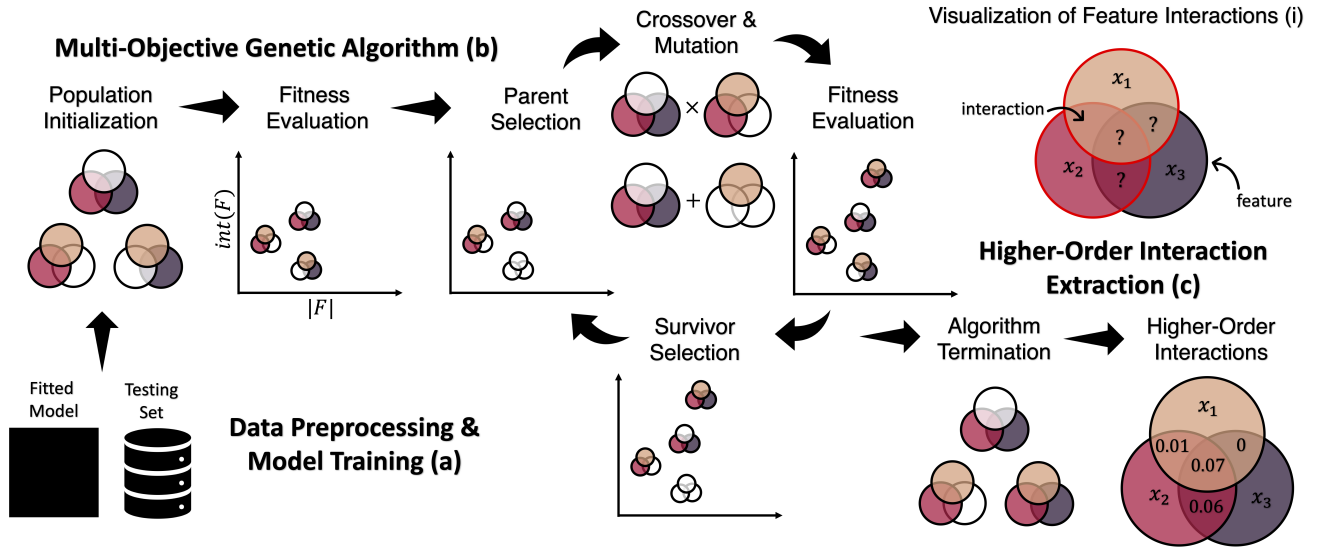 Multi-Objective Genetic Algorithm (b)
Population
Initialization
Fitness
Evaluation
int(F)
|F|
Parent
Selection
Crossover &
Mutation
×
+
Fitness
Evaluation
Visualization of Feature Interactions (i)
interaction
x₁
?
?
x₂
?
x₃
feature
Higher-Order Interaction
Extraction (c)
Survivor
Selection
Algorithm
Termination
Higher-Order
Interactions
x₁
0.01
0
0.07
x₂
0.06
x₃
Fitted
Model
Testing
Set
Data Preprocessing &
Model Training (a)